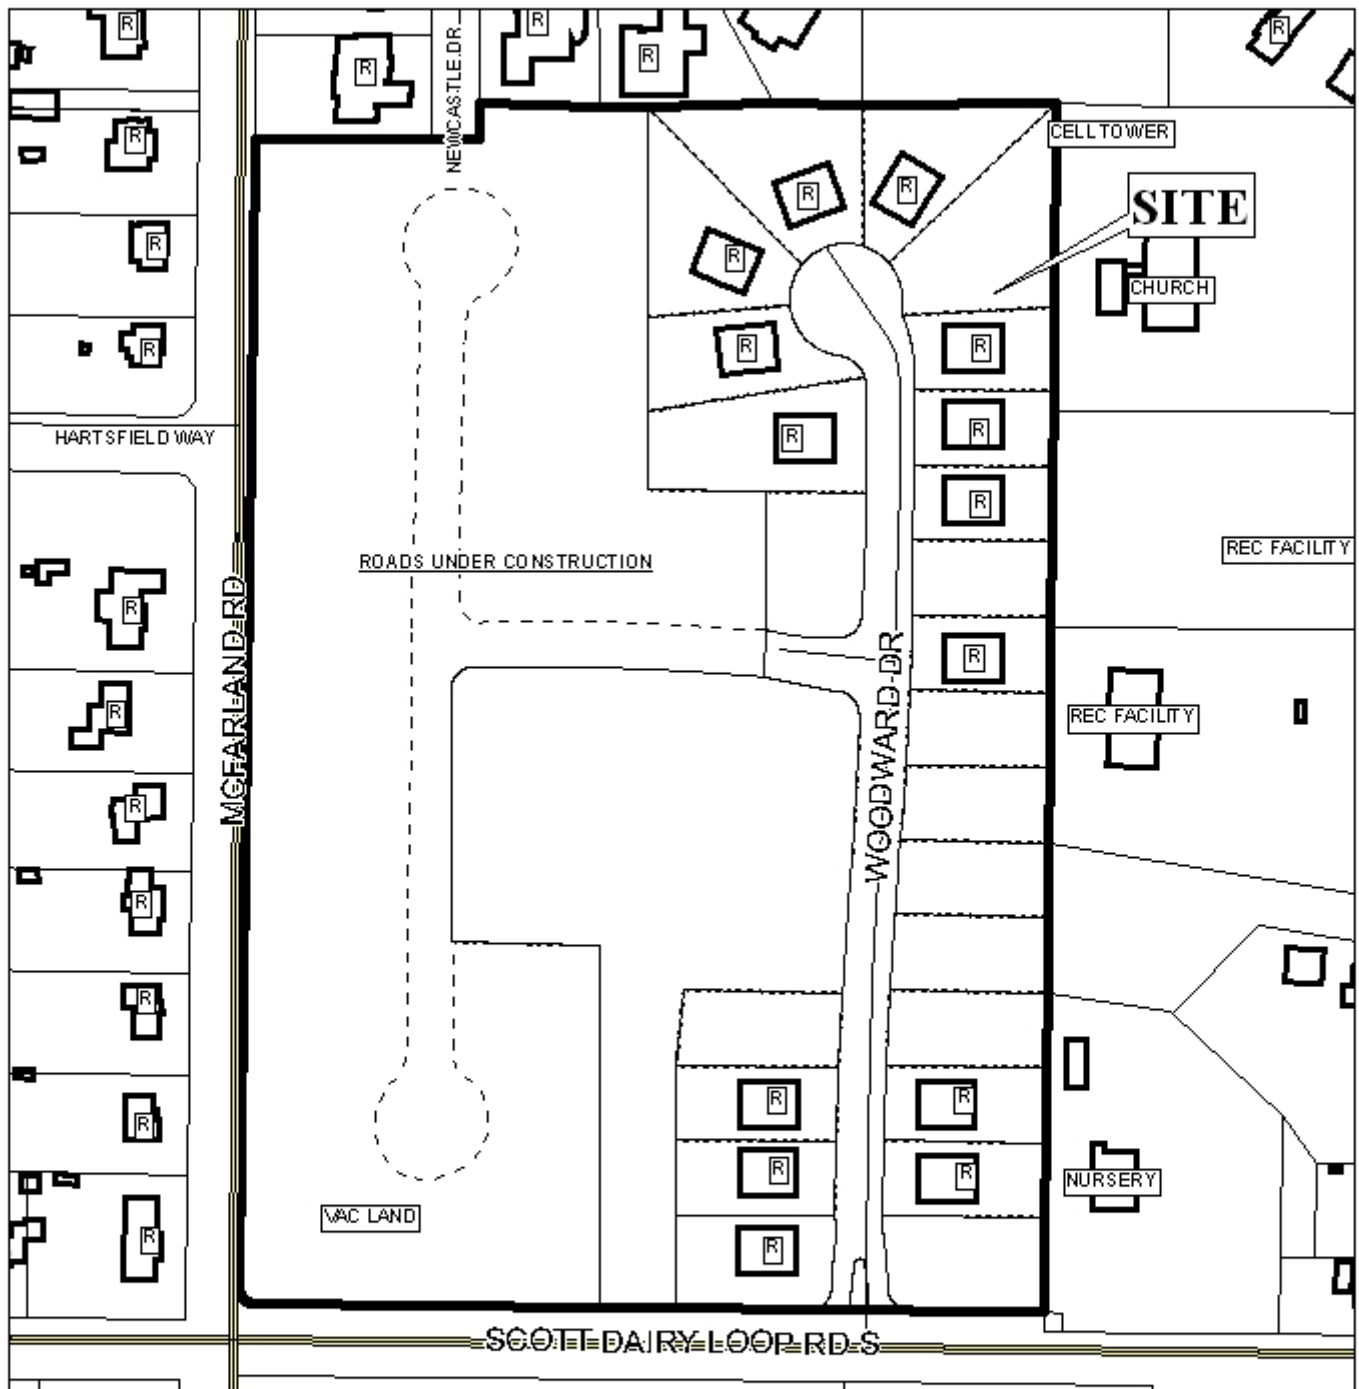 R
R
R
R
NEWCASTLE DR
R
CELL TOWER
R
R
R
SITE
R
R
CHURCH
R
R
R
R
HARTSFIELD WAY
R
R
R
REC FACILITY
ROADS UNDER CONSTRUCTION
MCFARLAND RD
R
WOODWARD DR
R
R
REC FACILITY
R
R
R
R
R
R
R
R
R
NURSERY
VAC LAND
R
R
SCOTT DAIRY LOOP RD S